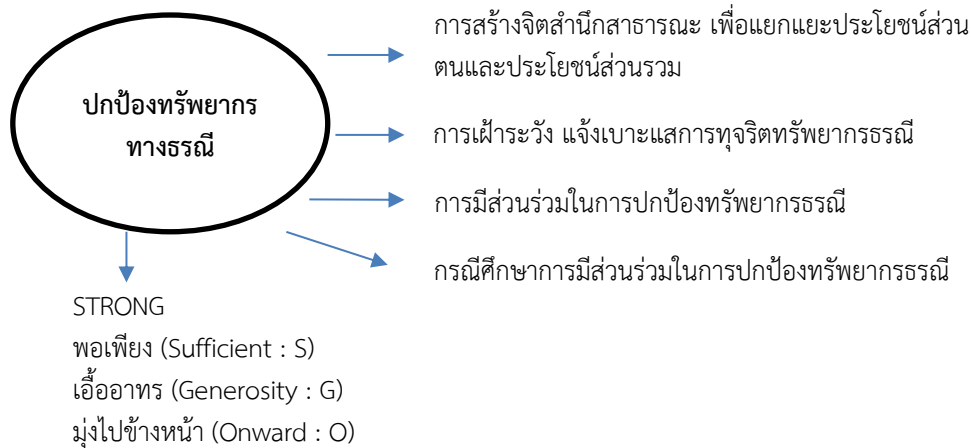 ปกป้องทรัพยากร
ทางธรณี
การสร้างจิตสำนึกสาธารณะ เพื่อแยกแยะประโยชน์ส่วน
ตนและประโยชน์ส่วนรวม
การเฝ้าระวัง แจ้งเบาะแสการทุจริตทรัพยากรธรณี
การมีส่วนร่วมในการปกป้องทรัพยากรธรณี
กรณีศึกษาการมีส่วนร่วมในการปกป้องทรัพยากรธรณี
STRONG
พอเพียง (Sufficient : S)
เอื้ออาทร (Generosity : G)
มุ่งไปข้างหน้า (Onward : O)